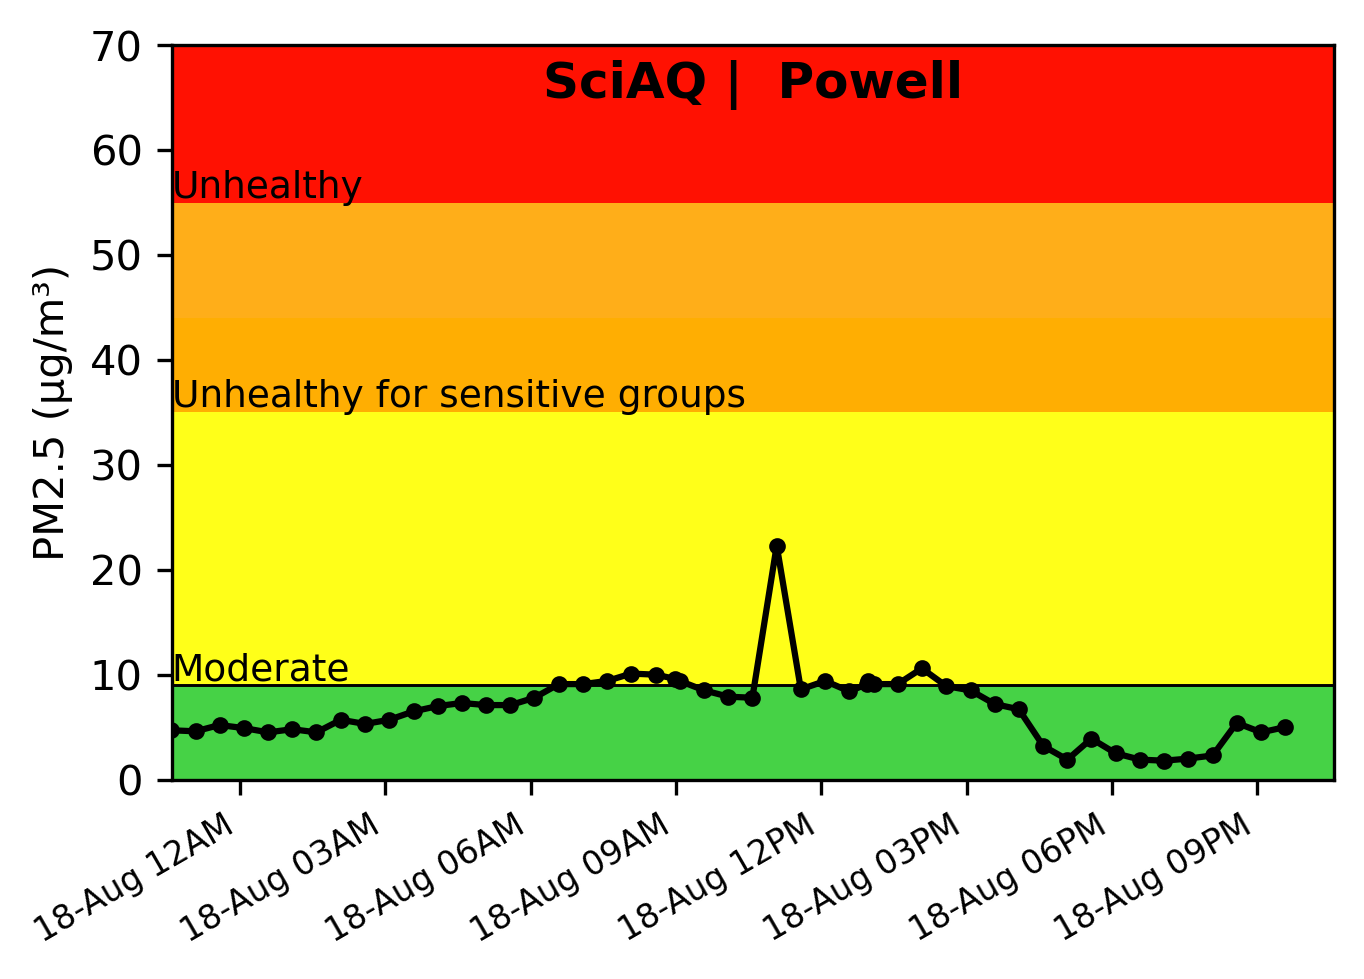 SciAQ |  Powell
70
60
50
40
30
20
10
0
PM2.5 (µg/m³)
Unhealthy
Unhealthy for sensitive groups
Moderate
18-Aug 12AM
18-Aug 03AM
18-Aug 06AM
18-Aug 09AM
18-Aug 12PM
18-Aug 03PM
18-Aug 06PM
18-Aug 09PM